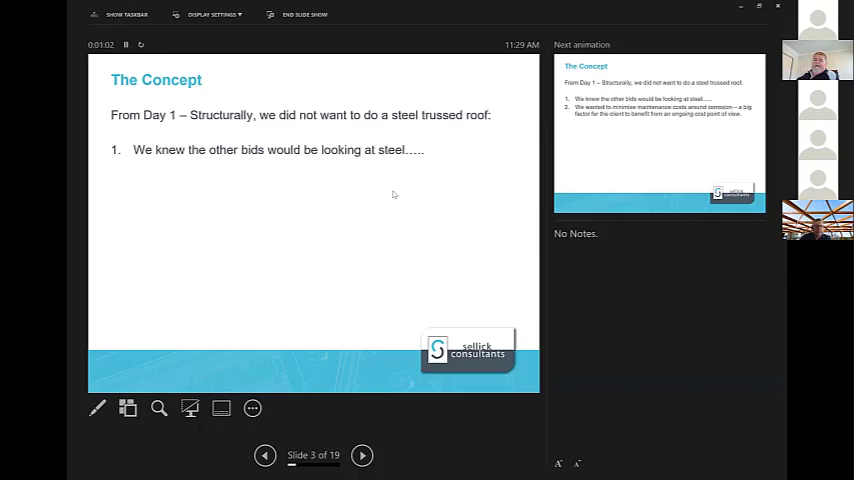 SHOW TASKBAR DISPLAY SETTINGS ▾ END SLIDE SHOW
0:01:02
11:29 AM
The Concept
From Day 1 – Structurally, we did not want to do a steel trussed roof:
1. We knew the other bids would be looking at steel…..
sellick
consultants
Slide 3 of 19
Next animation
The Concept
From Day 1 – Structurally, we did not want to do a steel trussed roof:
1. We knew the other bids would be looking at steel…..
2. We wanted to minimise maintenance costs around corrosion – a big
factor for the client to benefit from an ongoing cost point of view.
sellick
consultants
No Notes.
A A